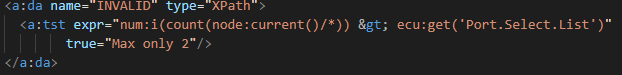 <a:da name="INVALID" type="XPath">
<a:tst expr="num:i(count(node:current()/*)) &gt; ecu:get('Port.Select.List')"
true="Max only 2"/>
</a:da>